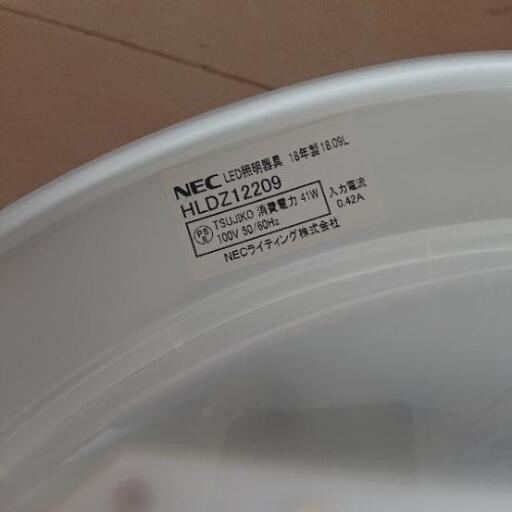 NEC LED照明器具 18年製 18.09L
HLDZ12209
PS E TSUJIKO 消費電力 41W 入力電流
100V 50/60Hz 0.42A
NECライティング株式会社